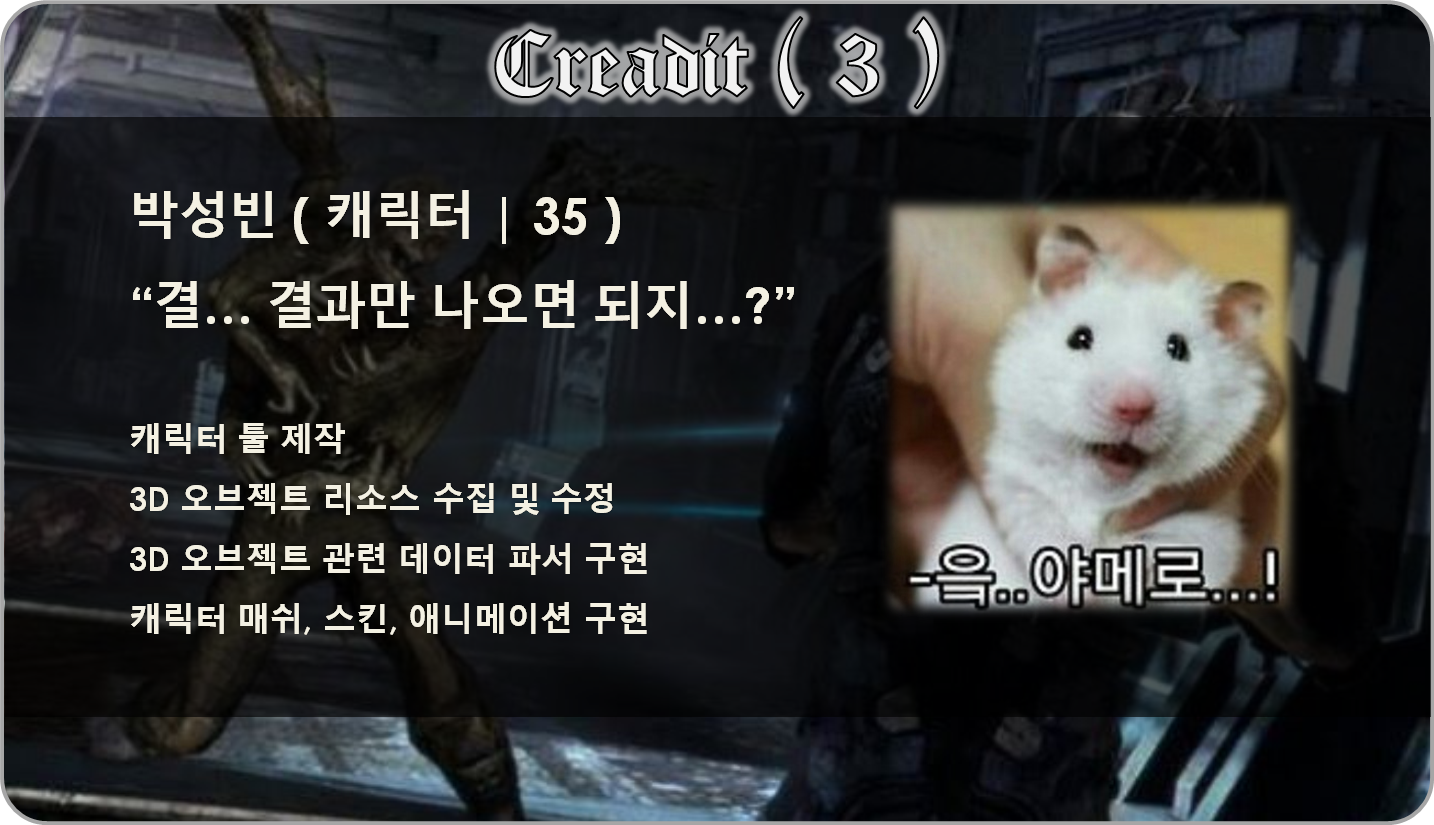 Creadit ( 3 )
박성빈 ( 캐릭터 | 35 )
“결... 결과만 나오면 되지...?”
캐릭터 툴 제작
3D 오브젝트 리소스 수집 및 수정
3D 오브젝트 관련 데이터 파서 구현
캐릭터 매쉬, 스킨, 애니메이션 구현
-윽..야메로...!